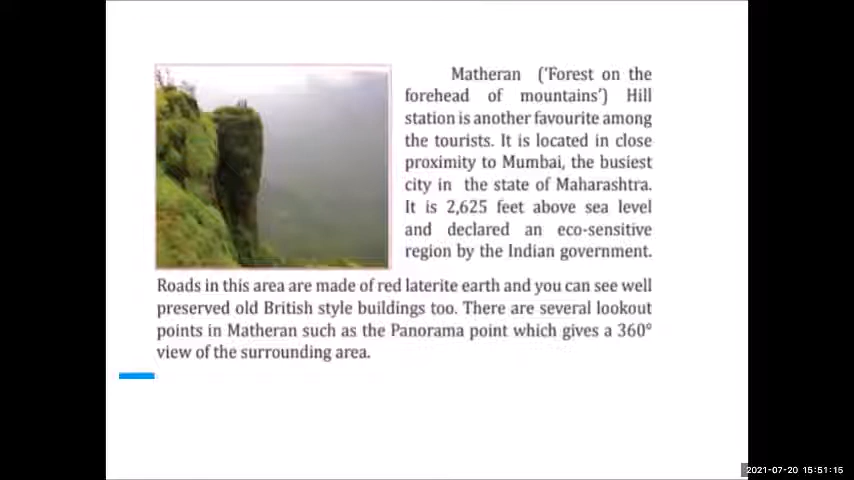 Matheran ('Forest on the
forehead of mountains') Hill
station is another favourite among
the tourists. It is located in close
proximity to Mumbai, the busiest
city in the state of Maharashtra.
It is 2,625 feet above sea level
and declared an eco-sensitive
region by the Indian government.
Roads in this area are made of red laterite earth and you can see well
preserved old British style buildings too. There are several lookout
points in Matheran such as the Panorama point which gives a 360°
view of the surrounding area.
2021-07-20 15:51:15